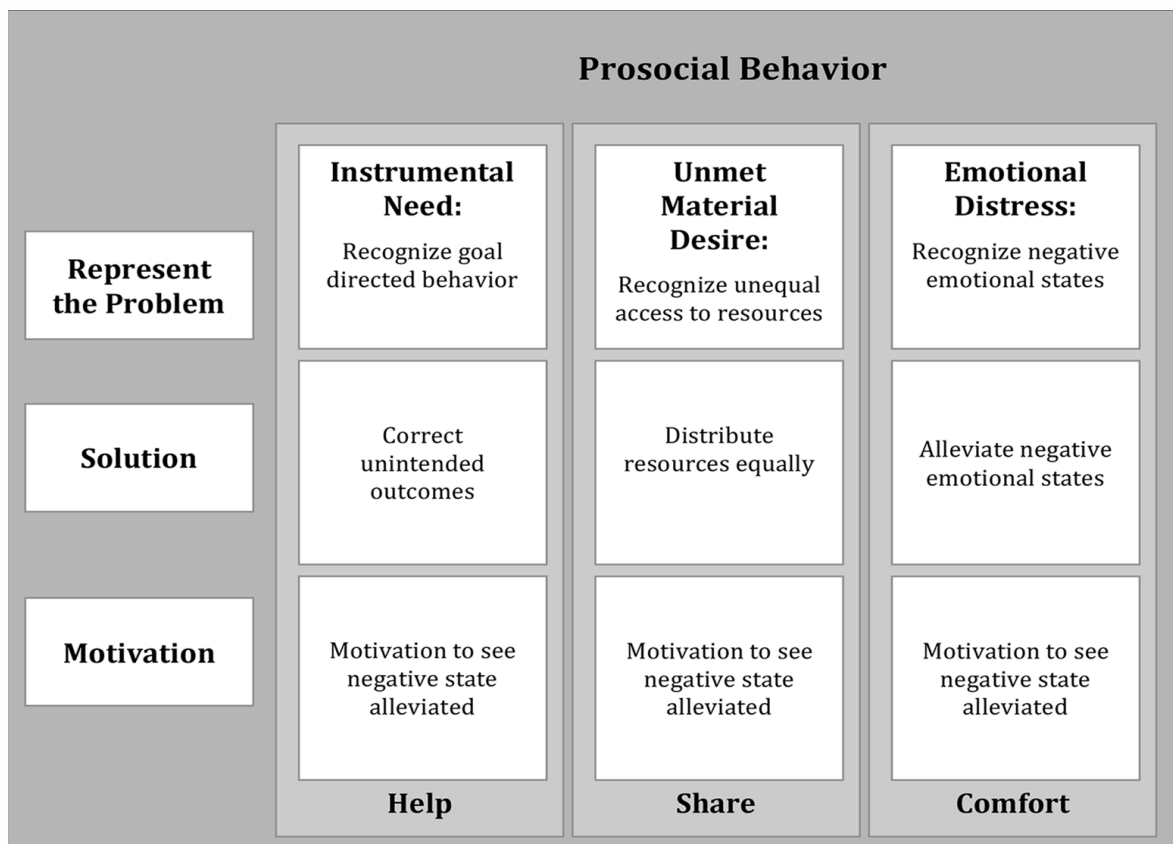 Prosocial Behavior
Instrumental
Need:
Recognize goal
directed behavior
Unmet
Material
Desire:
Recognize unequal
access to resources
Emotional
Distress:
Recognize negative
emotional states
Represent
the Problem
Solution
Correct
unintended
outcomes
Distribute
resources equally
Alleviate negative
emotional states
Motivation
Motivation to see
negative state
alleviated
Motivation to see
negative state
alleviated
Motivation to see
negative state
alleviated
Help
Share
Comfort